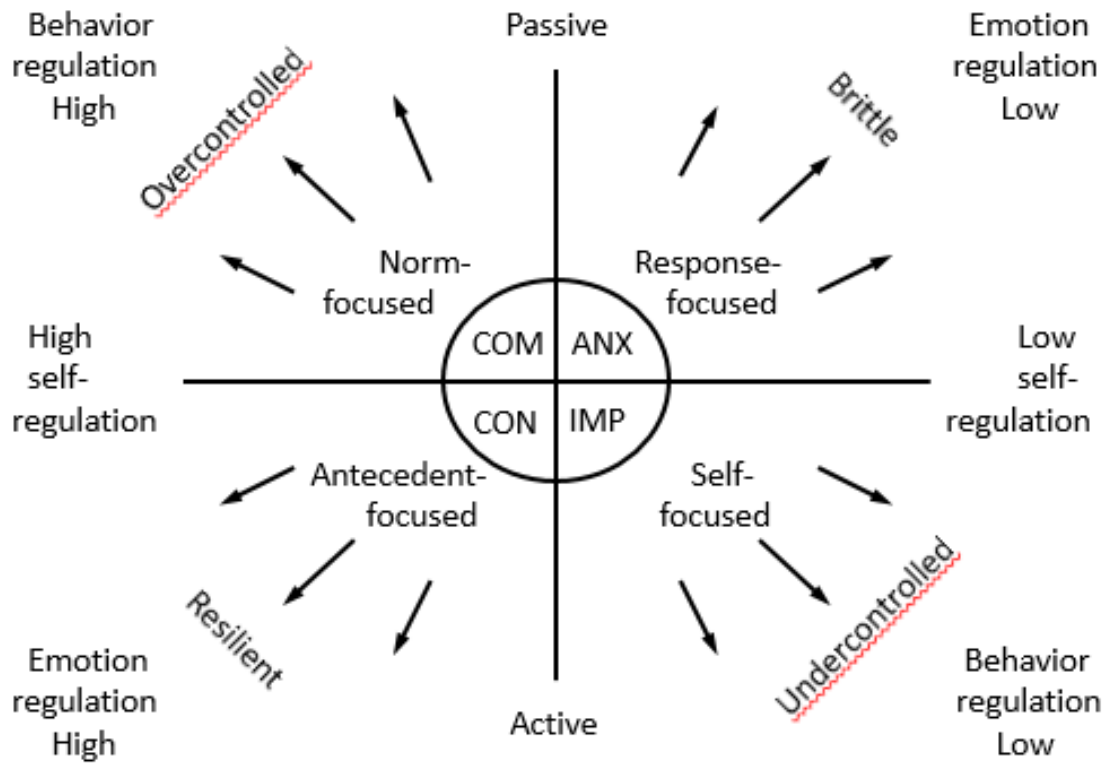 Behavior
regulation
High
Overcontrolled
Passive
Emotion
regulation
Low
Brittle
Norm-
focused
Response-
focused
High
self-
regulation
COM
ANX
CON
IMP
Low
self-
regulation
Antecedent-
focused
Self-
focused
Resilient
Emotion
regulation
High
Active
Undercontrolled
Behavior
regulation
Low